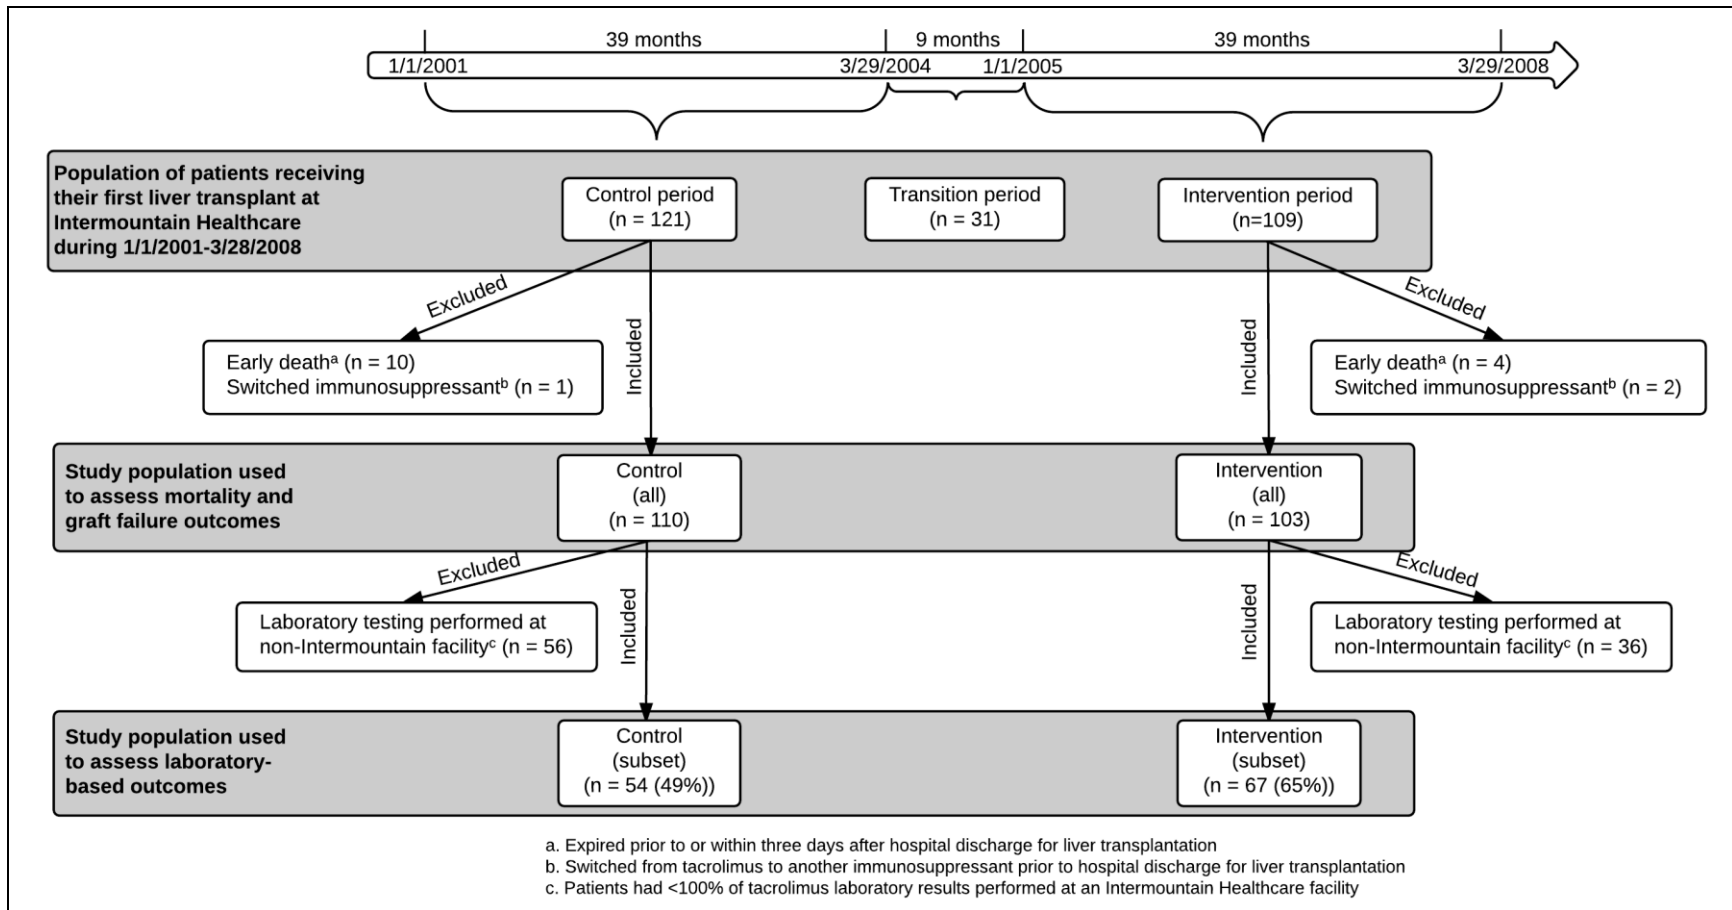 39 months
9 months
39 months
1/1/2001
3/29/2004
1/1/2005
3/29/2008
Population of patients receiving
their first liver transplant at
Intermountain Healthcare
during 1/1/2001-3/28/2008
Control period
(n = 121)
Transition period
(n = 31)
Intervention period
(n=109)
Excluded
Included
Included
Excluded
Early deathᵃ (n = 10)
Switched immunosuppressantᵇ (n = 1)
Early deathᵃ (n = 4)
Switched immunosuppressantᵇ (n = 2)
Study population used
to assess mortality and
graft failure outcomes
Control
(all)
(n = 110)
Intervention
(all)
(n = 103)
Excluded
Included
Included
Excluded
Laboratory testing performed at
non-Intermountain facilityᶜ (n = 56)
Laboratory testing performed at
non-Intermountain facilityᶜ (n = 36)
Study population used
to assess laboratory-
based outcomes
Control
(subset)
(n = 54 (49%))
Intervention
(subset)
(n = 67 (65%))
a. Expired prior to or within three days after hospital discharge for liver transplantation
b. Switched from tacrolimus to another immunosuppressant prior to hospital discharge for liver transplantation
c. Patients had <100% of tacrolimus laboratory results performed at an Intermountain Healthcare facility